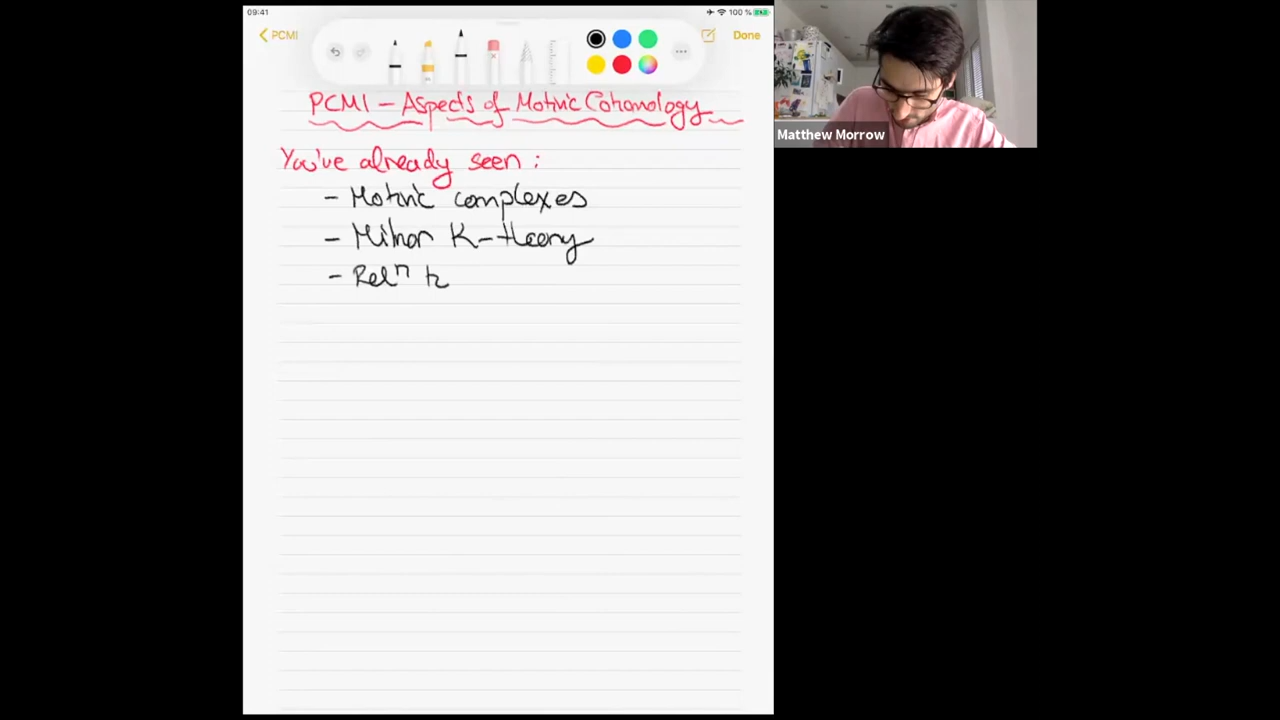 09:41
100 %
PCMI
Done
PCMI - Aspects of Motivic Cohomology
You've already seen :
- Motivic complexes
- Milnor K-theory
- Relⁿ to
Matthew Morrow